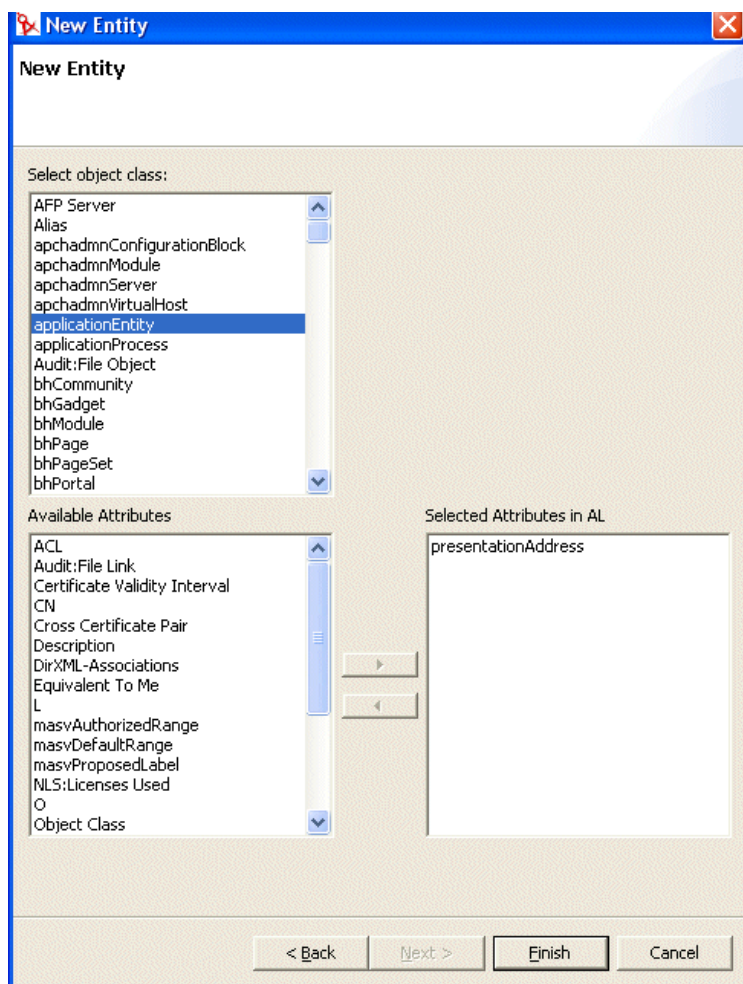 New Entity
New Entity
Select object class:
AFP Server
Alias
apchadmnConfigurationBlock
apchadmnModule
apchadmnServer
apchadmnVirtualHost
applicationEntity
applicationProcess
Audit:File Object
bhCommunity
bhGadget
bhModule
bhPage
bhPageSet
bhPortal
Available Attributes
ACL
Audit:File Link
Certificate Validity Interval
CN
Cross Certificate Pair
Description
DirXML-Associations
Equivalent To Me
L
masvAuthorizedRange
masvDefaultRange
masvProposedLabel
NLS:Licenses Used
O
Object Class
Selected Attributes in AL
presentationAddress
< Back Next > Finish Cancel